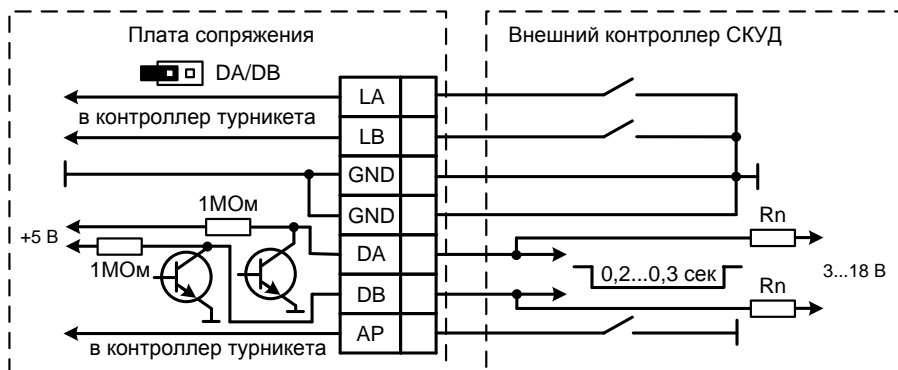 Плата сопряжения
Внешний контроллер СКУД
DA/DB
LA
в контроллер турникета
LB
GND
GND
1МОм
Rn
+5 В
DA
1МОм
0,2...0,3 сек
3...18 В
DB
Rn
AP
в контроллер турникета